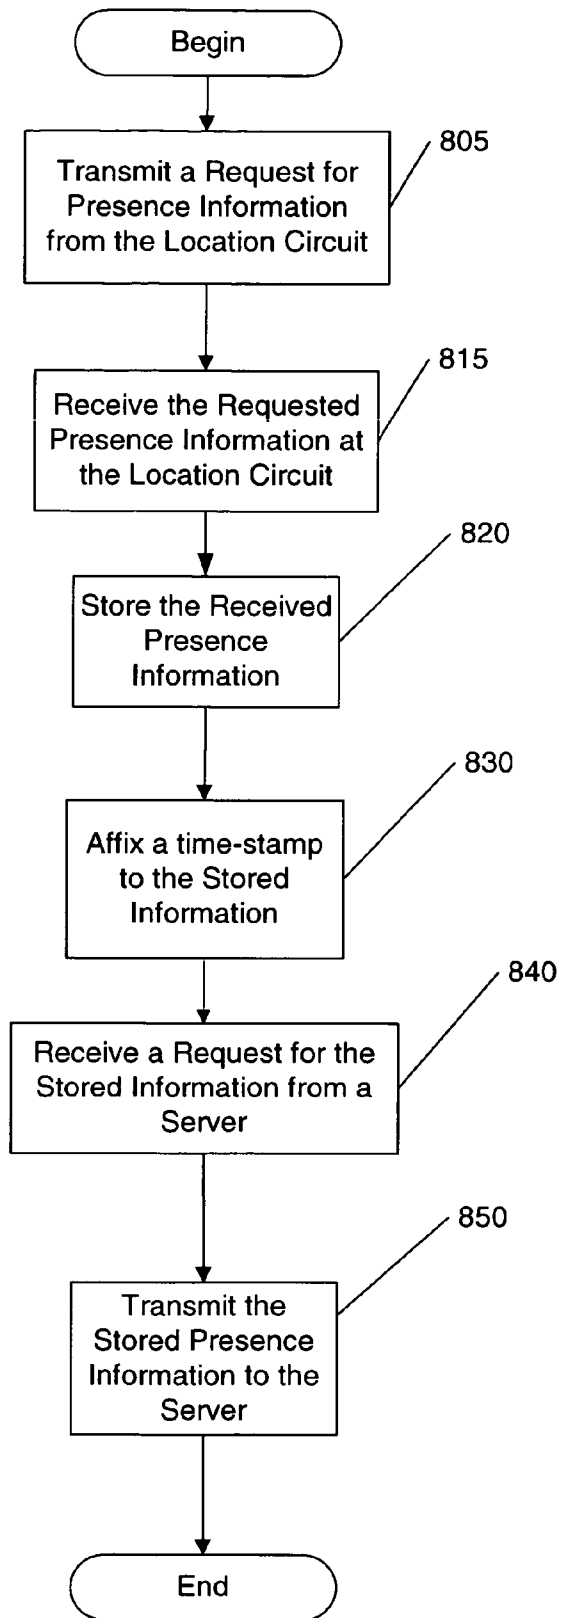 Begin
805
Transmit a Request for
Presence Information
from the Location Circuit
815
Receive the Requested
Presence Information at
the Location Circuit
820
Store the Received
Presence
Information
830
Affix a time-stamp
to the Stored
Information
840
Receive a Request for the
Stored Information from a
Server
850
Transmit the
Stored Presence
Information to the
Server
End